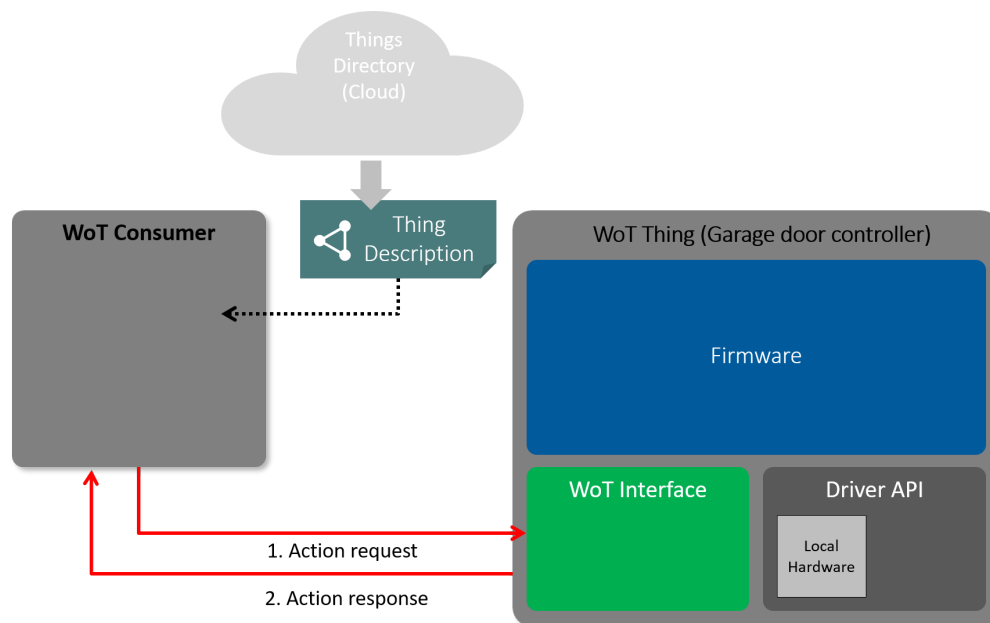 Things
Directory
(Cloud)
WoT Consumer
Thing
Description
WoT Thing (Garage door controller)
Firmware
WoT Interface
Driver API
Local
Hardware
1. Action request
2. Action response